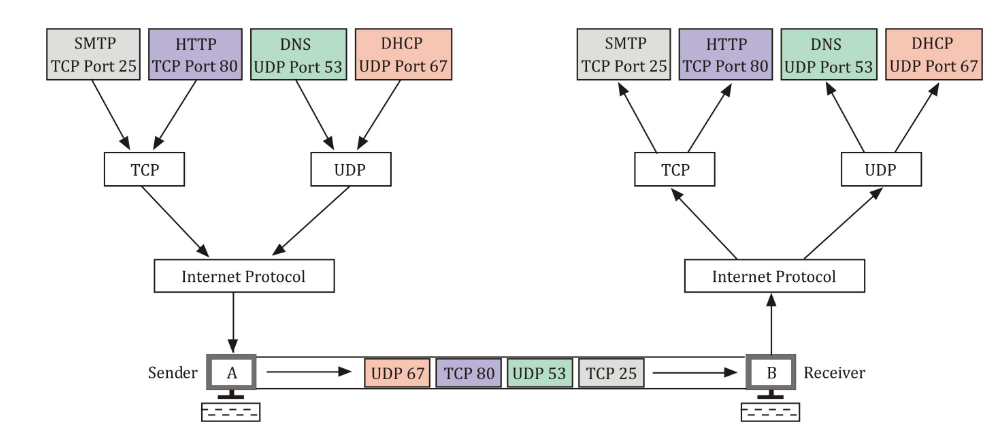 SMTP
TCP Port 25
HTTP
TCP Port 80
DNS
UDP Port 53
DHCP
UDP Port 67
SMTP
TCP Port 25
HTTP
TCP Port 80
DNS
UDP Port 53
DHCP
UDP Port 67
TCP
UDP
TCP
UDP
Internet Protocol
Internet Protocol
Sender
A
UDP 67
TCP 80
UDP 53
TCP 25
B
Receiver